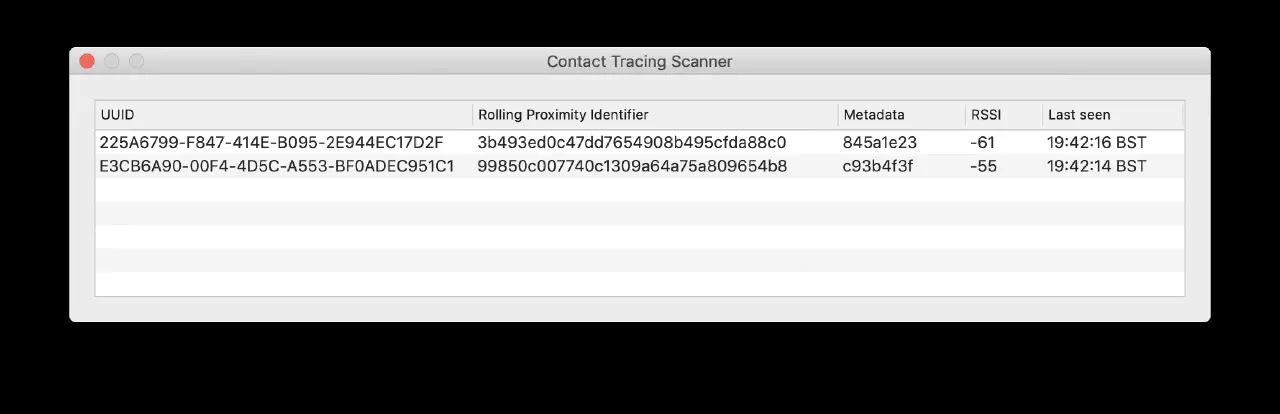 Contact Tracing Scanner
UUID Rolling Proximity Identifier Metadata RSSI Last seen
225A6799-F847-414E-B095-2E944EC17D2F 3b493ed0c47dd7654908b495cfda88c0 845a1e23 -61 19:42:16 BST
E3CB6A90-00F4-4D5C-A553-BF0ADEC951C1 99850c007740c1309a64a75a809654b8 c93b4f3f -55 19:42:14 BST